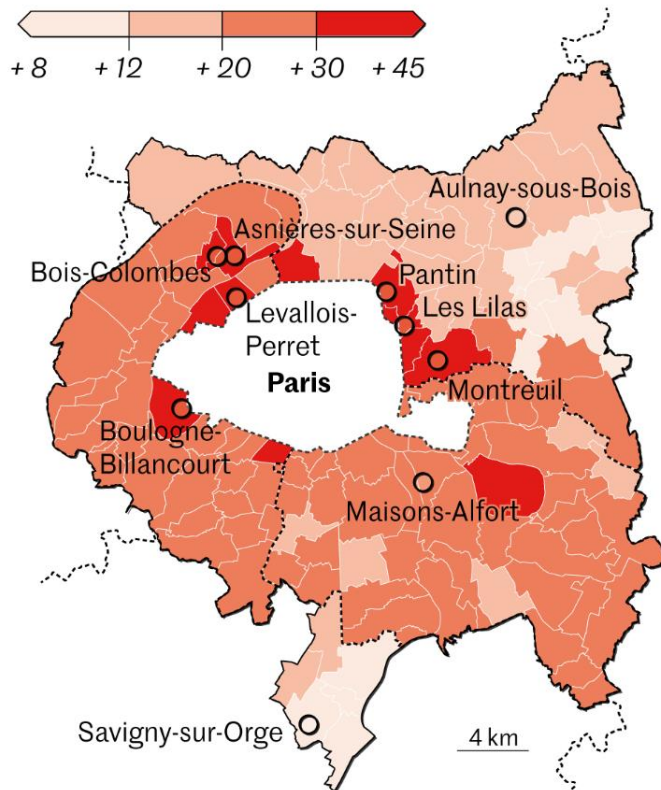 + 8 + 12 + 20 + 30 + 45
Aulnay-sous-Bois
Asnières-sur-Seine
Bois-Colombes
Pantin
Les Lilas
Levallois-
Perret
Paris
Montreuil
Boulogne-
Billancourt
Maisons-Alfort
Savigny-sur-Orge
4 km